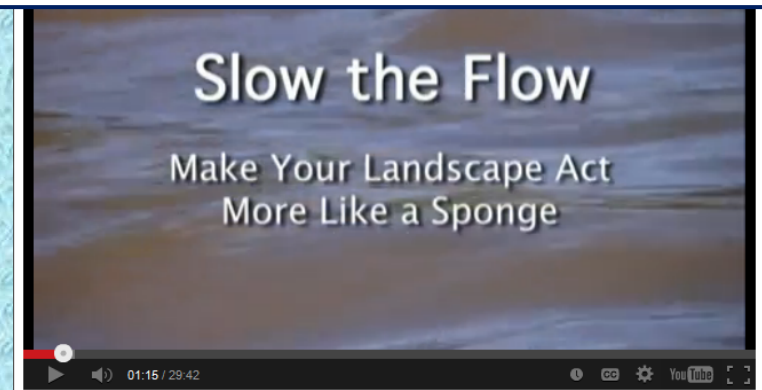 Slow the Flow
Make Your Landscape Act
More Like a Sponge
01:15 / 29:42
CC
YouTube